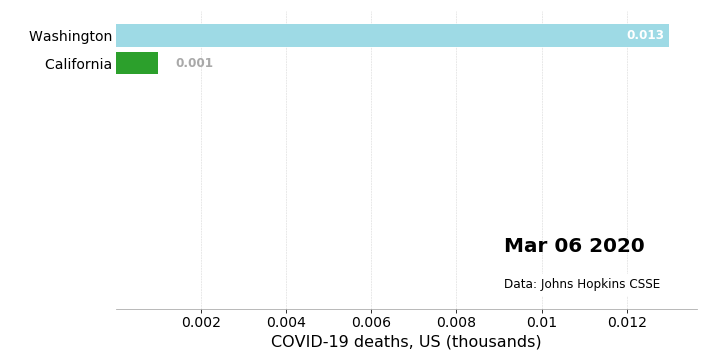 Washington 0.013
California 0.001
Mar 06 2020
Data: Johns Hopkins CSSE
0.002 0.004 0.006 0.008 0.01 0.012
COVID-19 deaths, US (thousands)